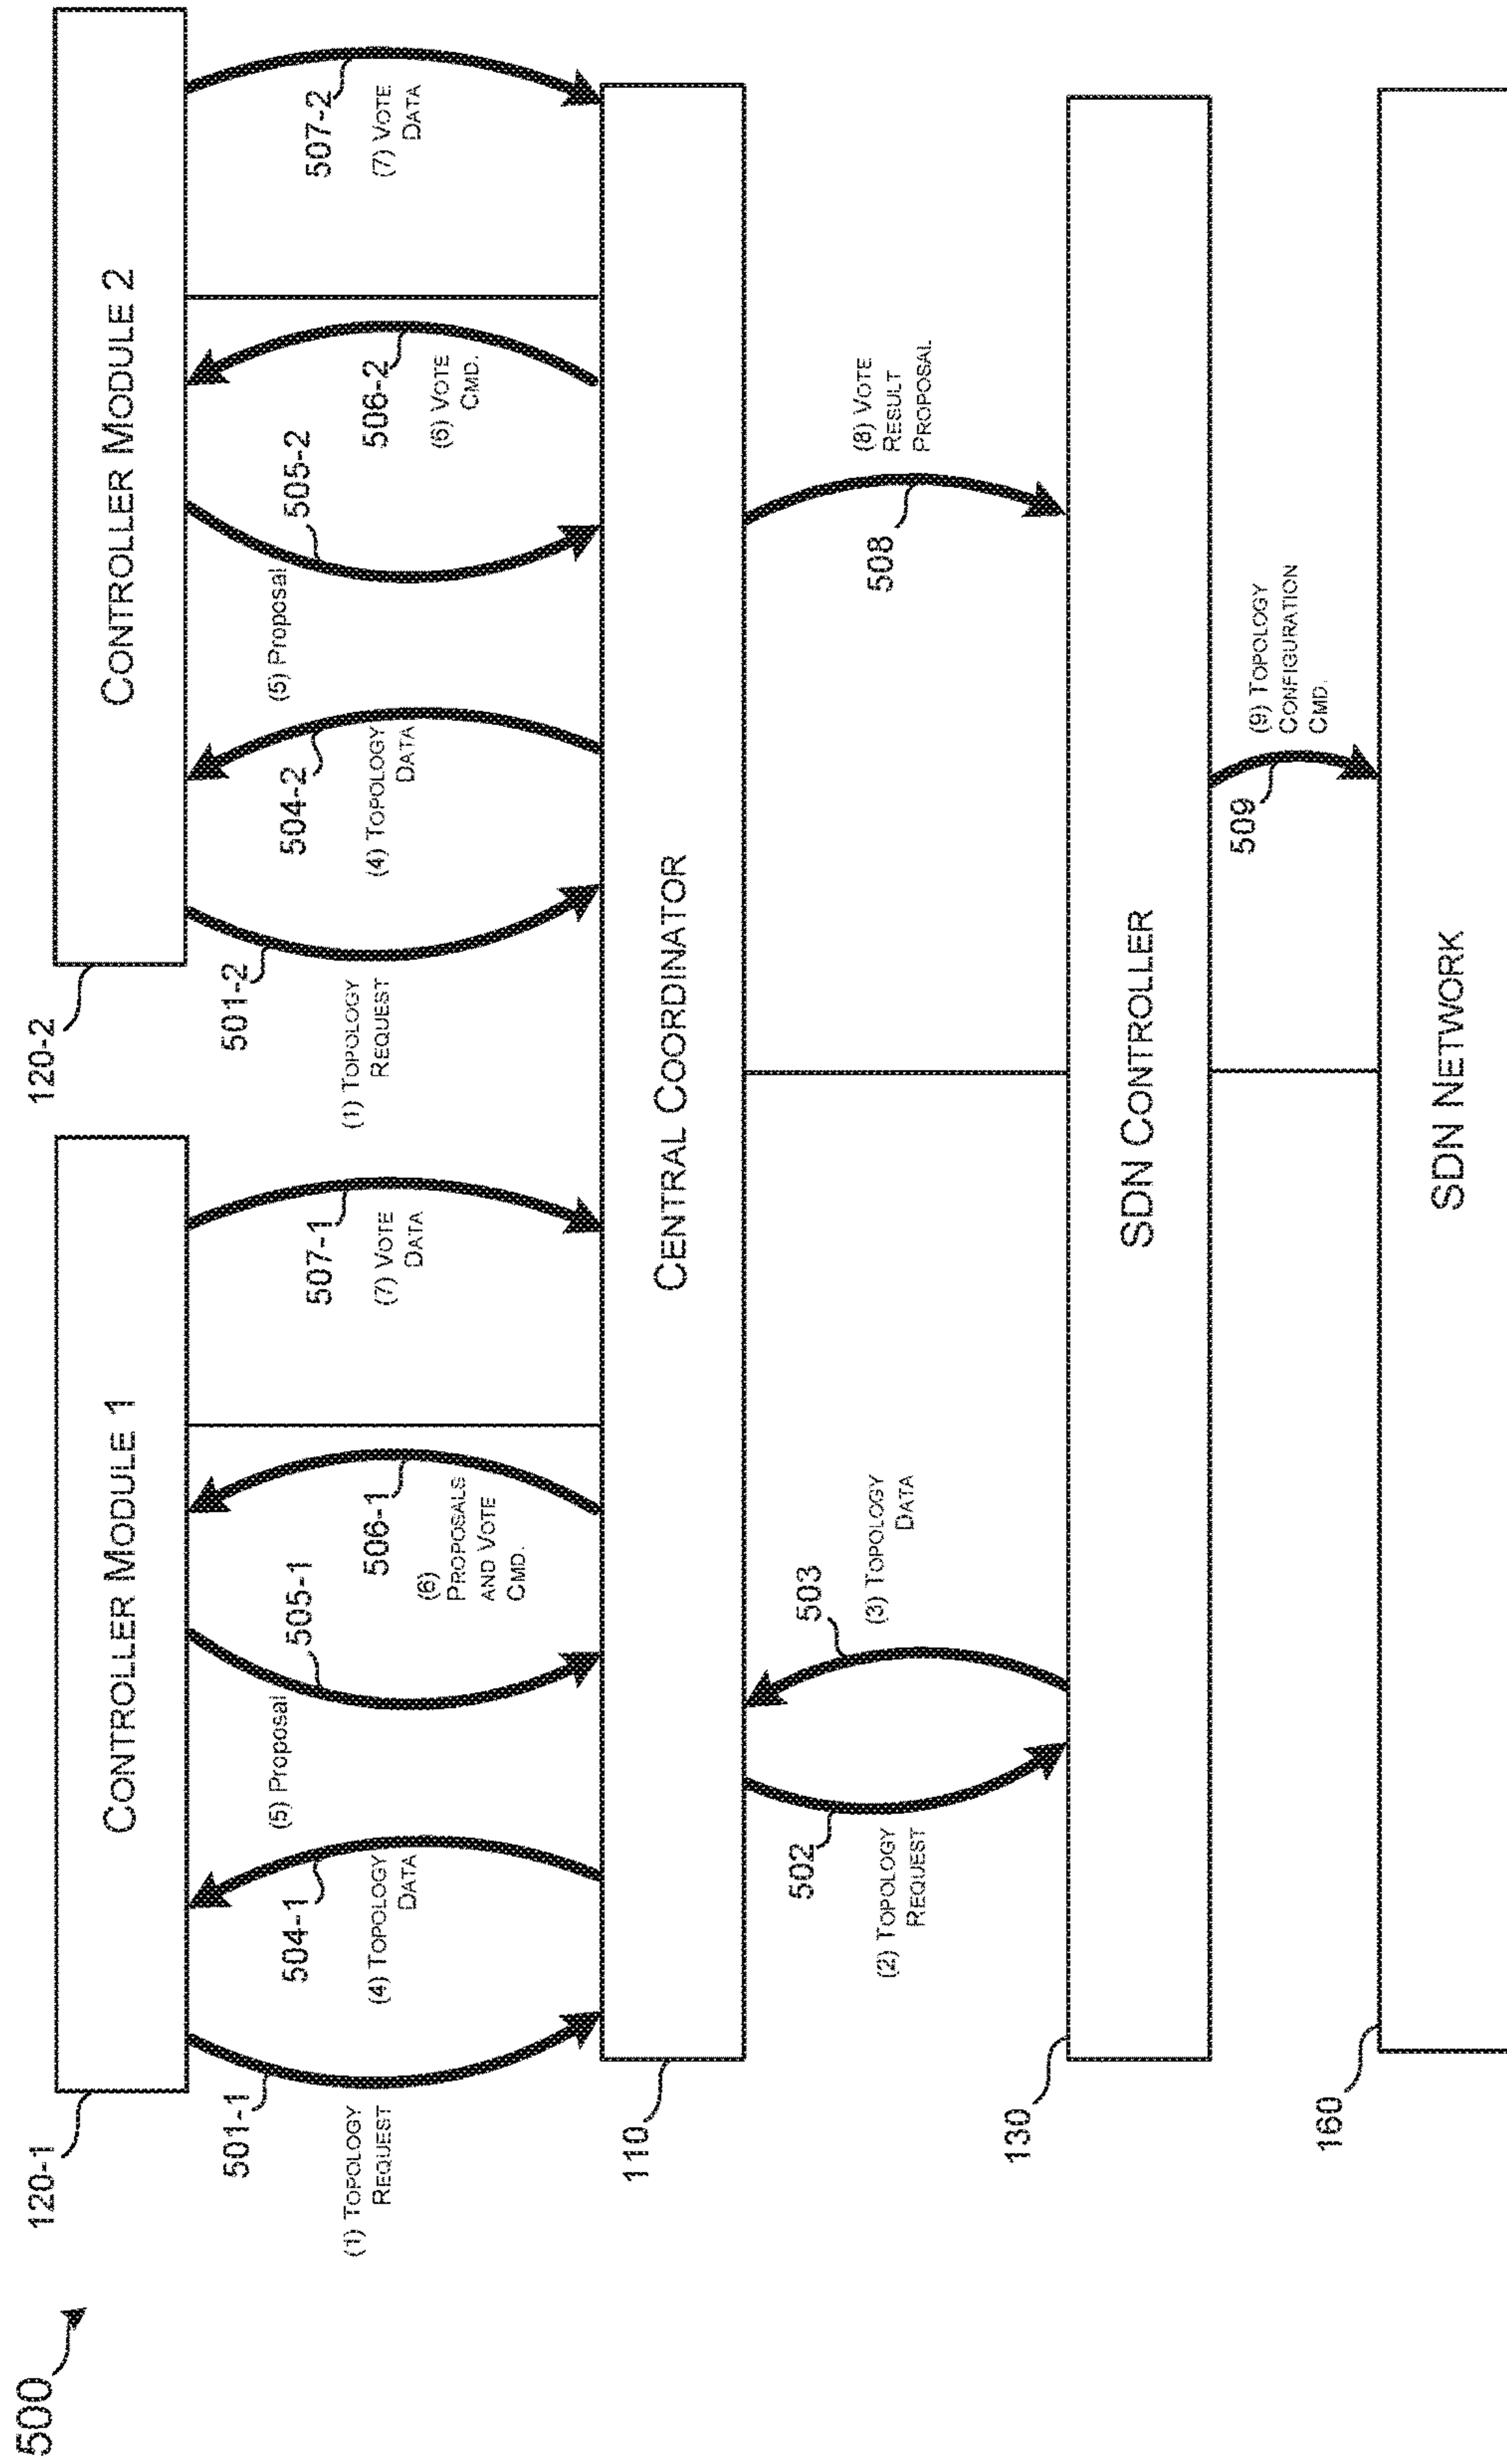 500
120-1
CONTROLLER MODULE 1
120-2
CONTROLLER MODULE 2
501-1
(1) TOPOLOGY
REQUEST
504-1
(4) TOPOLOGY
DATA
(5) Proposal
505-1
506-1
(6)
PROPOSALS
AND VOTE
CMD.
507-1
(7) VOTE
DATA
501-2
(1) TOPOLOGY
REQUEST
504-2
(4) TOPOLOGY
DATA
(5) Proposal
505-2
506-2
(6) VOTE
CMD.
507-2
(7) VOTE
DATA
110
CENTRAL COORDINATOR
502
(2) TOPOLOGY
REQUEST
503
(3) TOPOLOGY
DATA
508
(8) VOTE
RESULT
PROPOSAL
130
SDN CONTROLLER
509
(9) TOPOLOGY
CONFIGURATION
CMD.
160
SDN NETWORK